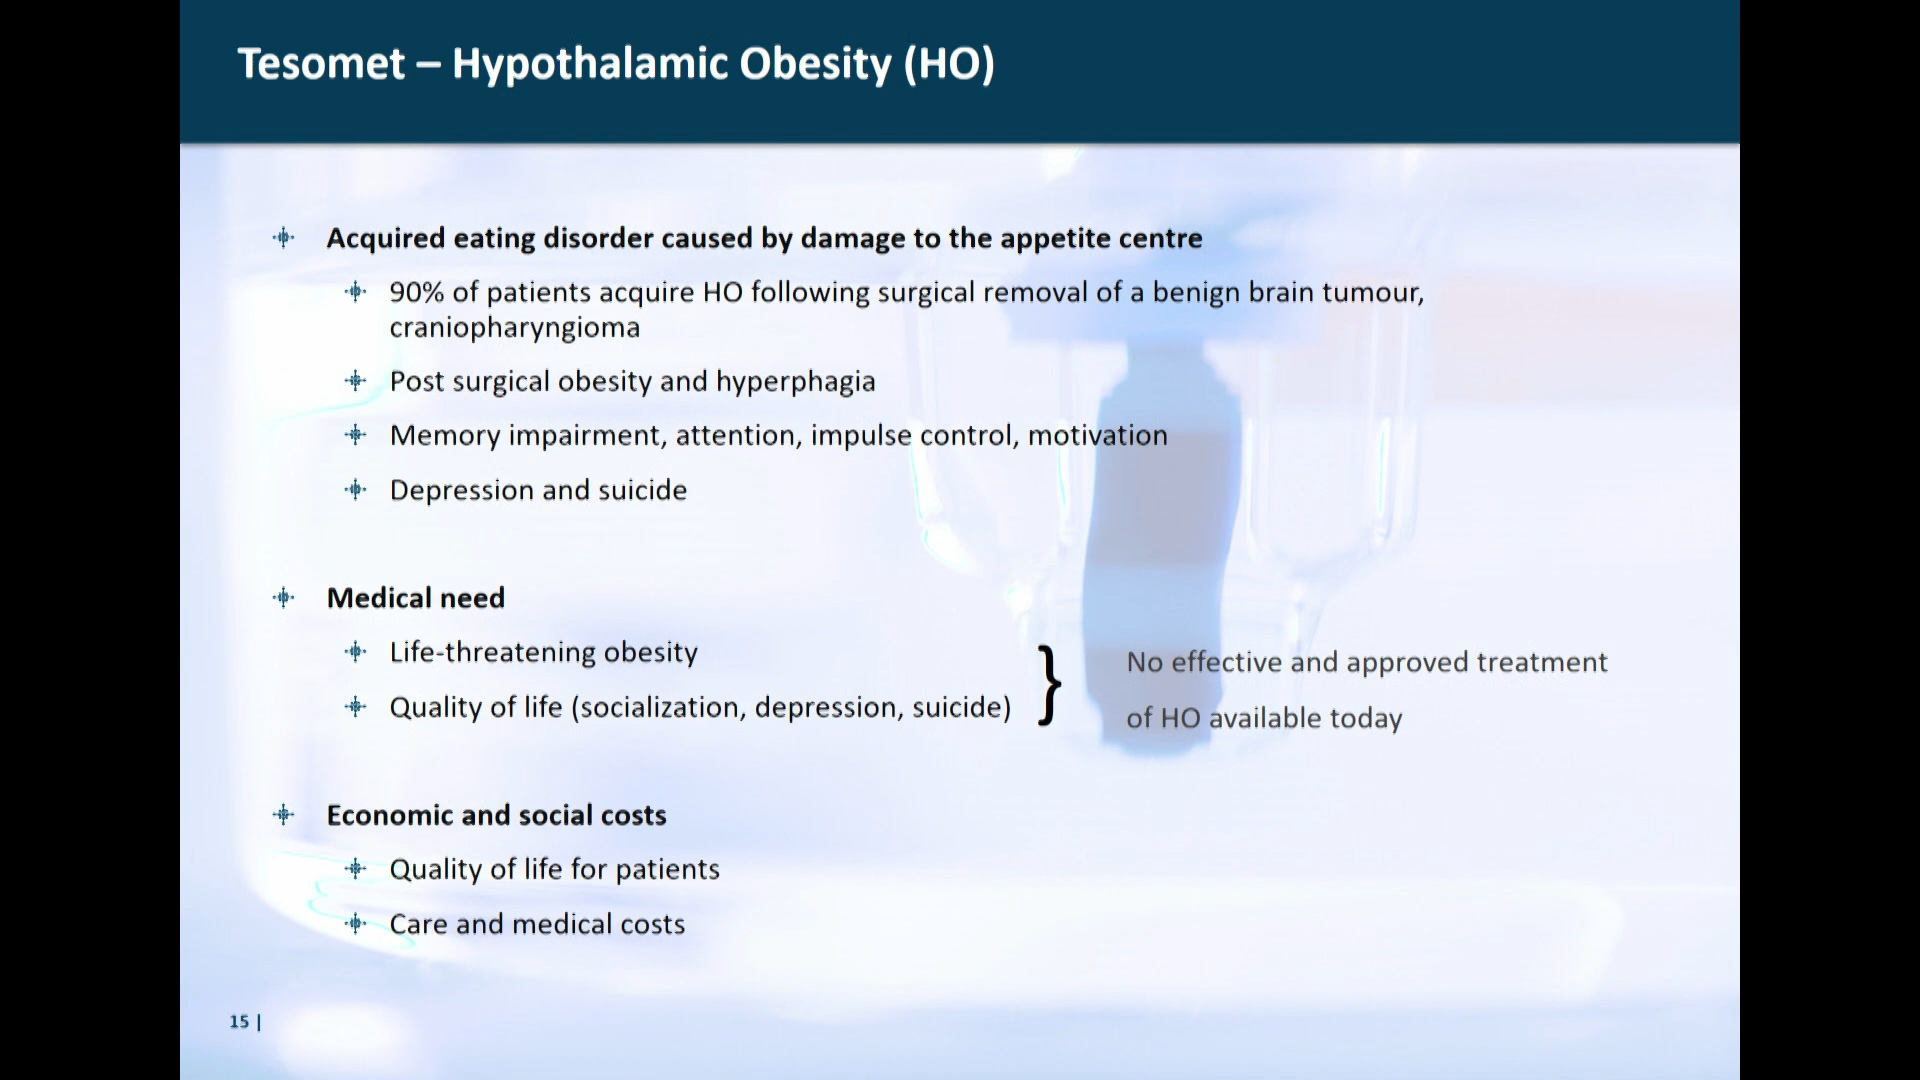 Tesomet – Hypothalamic Obesity (HO)
Acquired eating disorder caused by damage to the appetite centre
90% of patients acquire HO following surgical removal of a benign brain tumour,
craniopharyngioma
Post surgical obesity and hyperphagia
Memory impairment, attention, impulse control, motivation
Depression and suicide
Medical need
Life-threatening obesity
Quality of life (socialization, depression, suicide)
}
No effective and approved treatment
of HO available today
Economic and social costs
Quality of life for patients
Care and medical costs
15 |